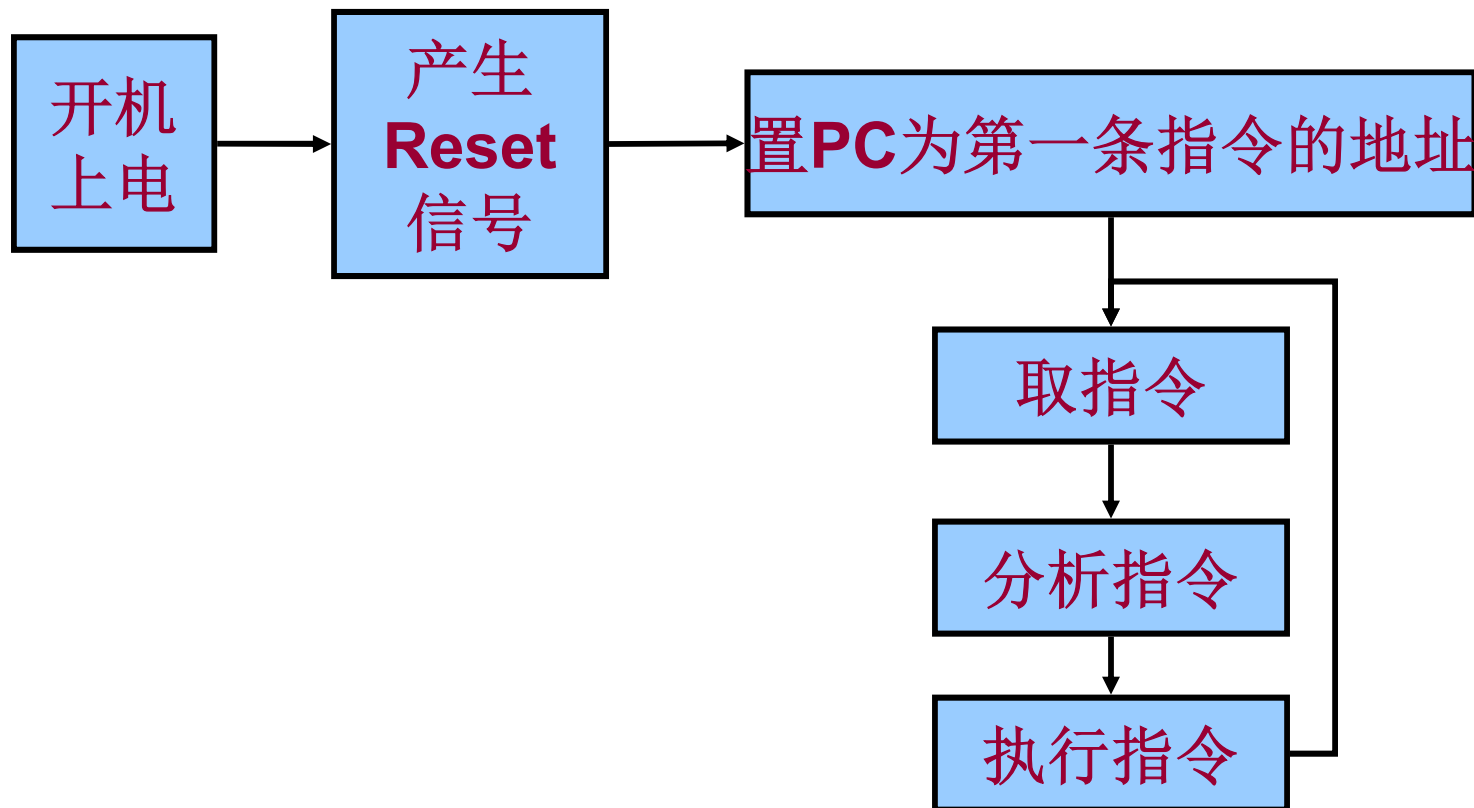 开机
上电
产生
Reset
信号
置PC为第一条指令的地址
取指令
分析指令
执行指令